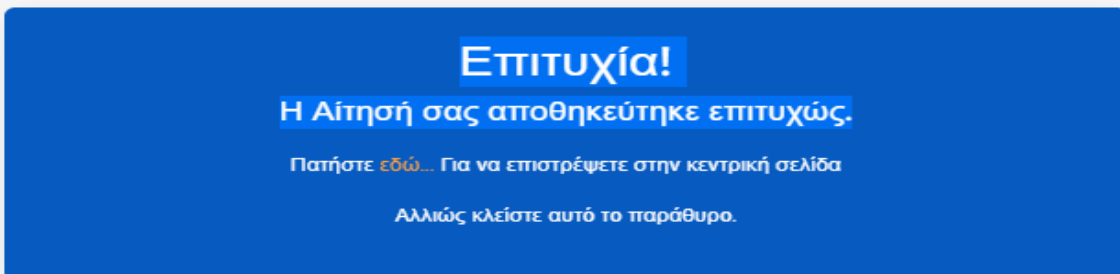 Επιτυχία!
Η Αίτησή σας αποθηκεύτηκε επιτυχώς.
Πατήστε εδώ... Για να επιστρέψετε στην κεντρική σελίδα
Αλλιώς κλείστε αυτό το παράθυρο.